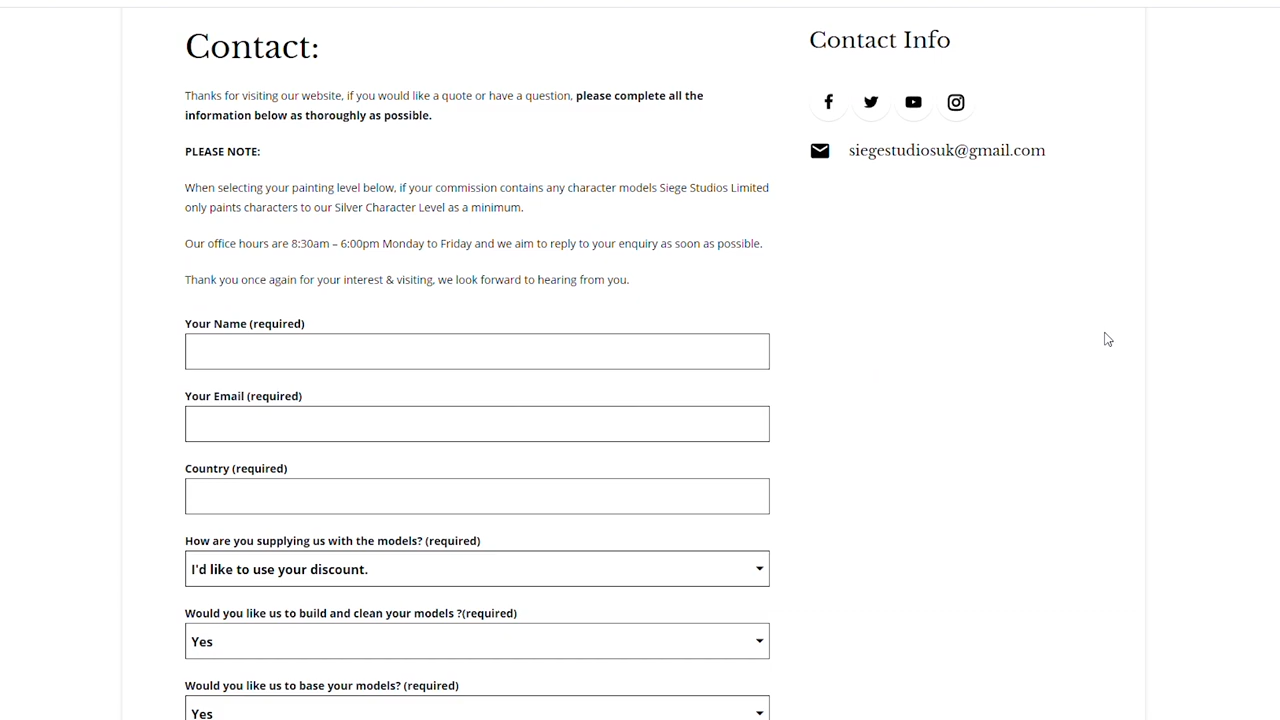 Contact:
Thanks for visiting our website, if you would like a quote or have a question, please complete all the
information below as thoroughly as possible.
PLEASE NOTE:
When selecting your painting level below, if your commission contains any character models Siege Studios Limited
only paints characters to our Silver Character Level as a minimum.
Our office hours are 8:30am – 6:00pm Monday to Friday and we aim to reply to your enquiry as soon as possible.
Thank you once again for your interest & visiting, we look forward to hearing from you.
Your Name (required)
Your Email (required)
Country (required)
How are you supplying us with the models? (required)
I'd like to use your discount.
Would you like us to build and clean your models ?(required)
Yes
Would you like us to base your models? (required)
Yes
Contact Info
siegestudiosuk@gmail.com